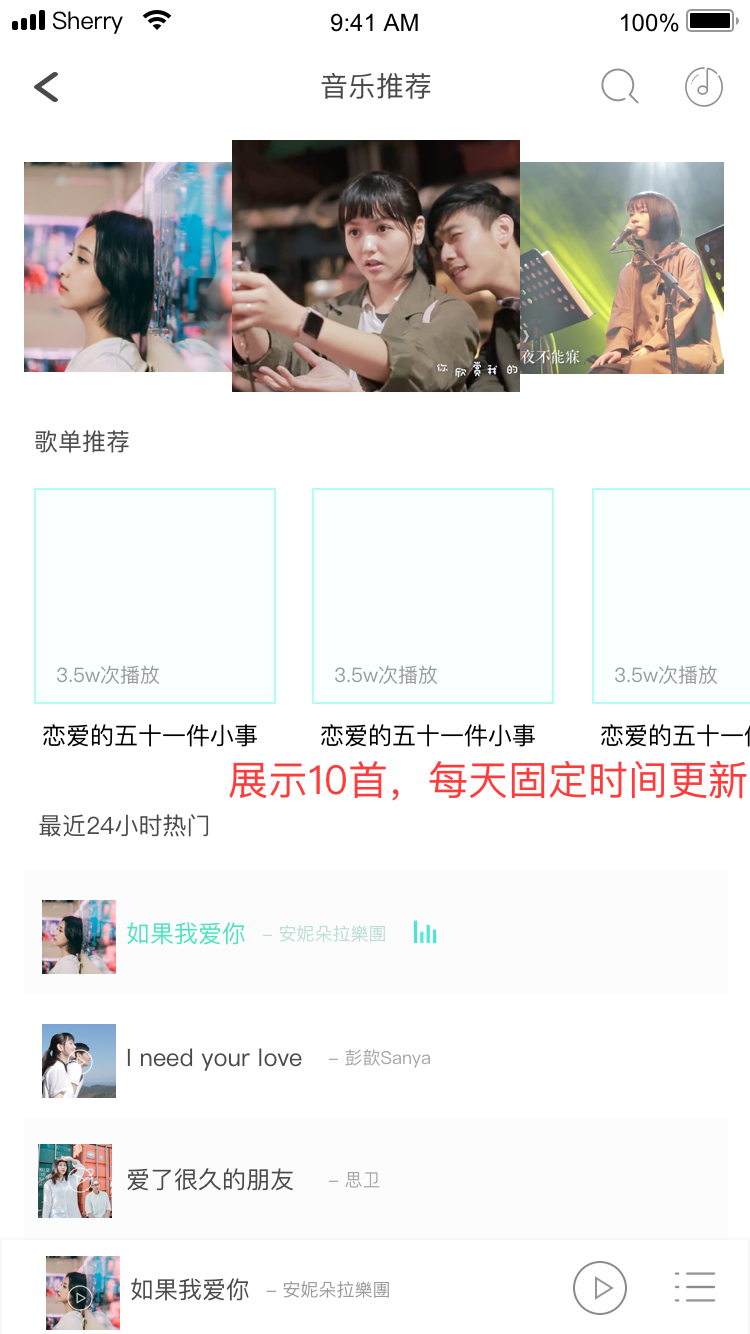 Sherry 9:41 AM 100%
音乐推荐
你欣赏我的
夜不能寐
歌单推荐
3.5w次播放 3.5w次播放 3.5w次播放
恋爱的五十一件小事 恋爱的五十一件小事 恋爱的五十一
展示10首，每天固定时间更新
最近24小时热门
如果我爱你 – 安妮朵拉樂團
I need your love – 彭歆Sanya
爱了很久的朋友 – 思卫
如果我爱你 – 安妮朵拉樂團